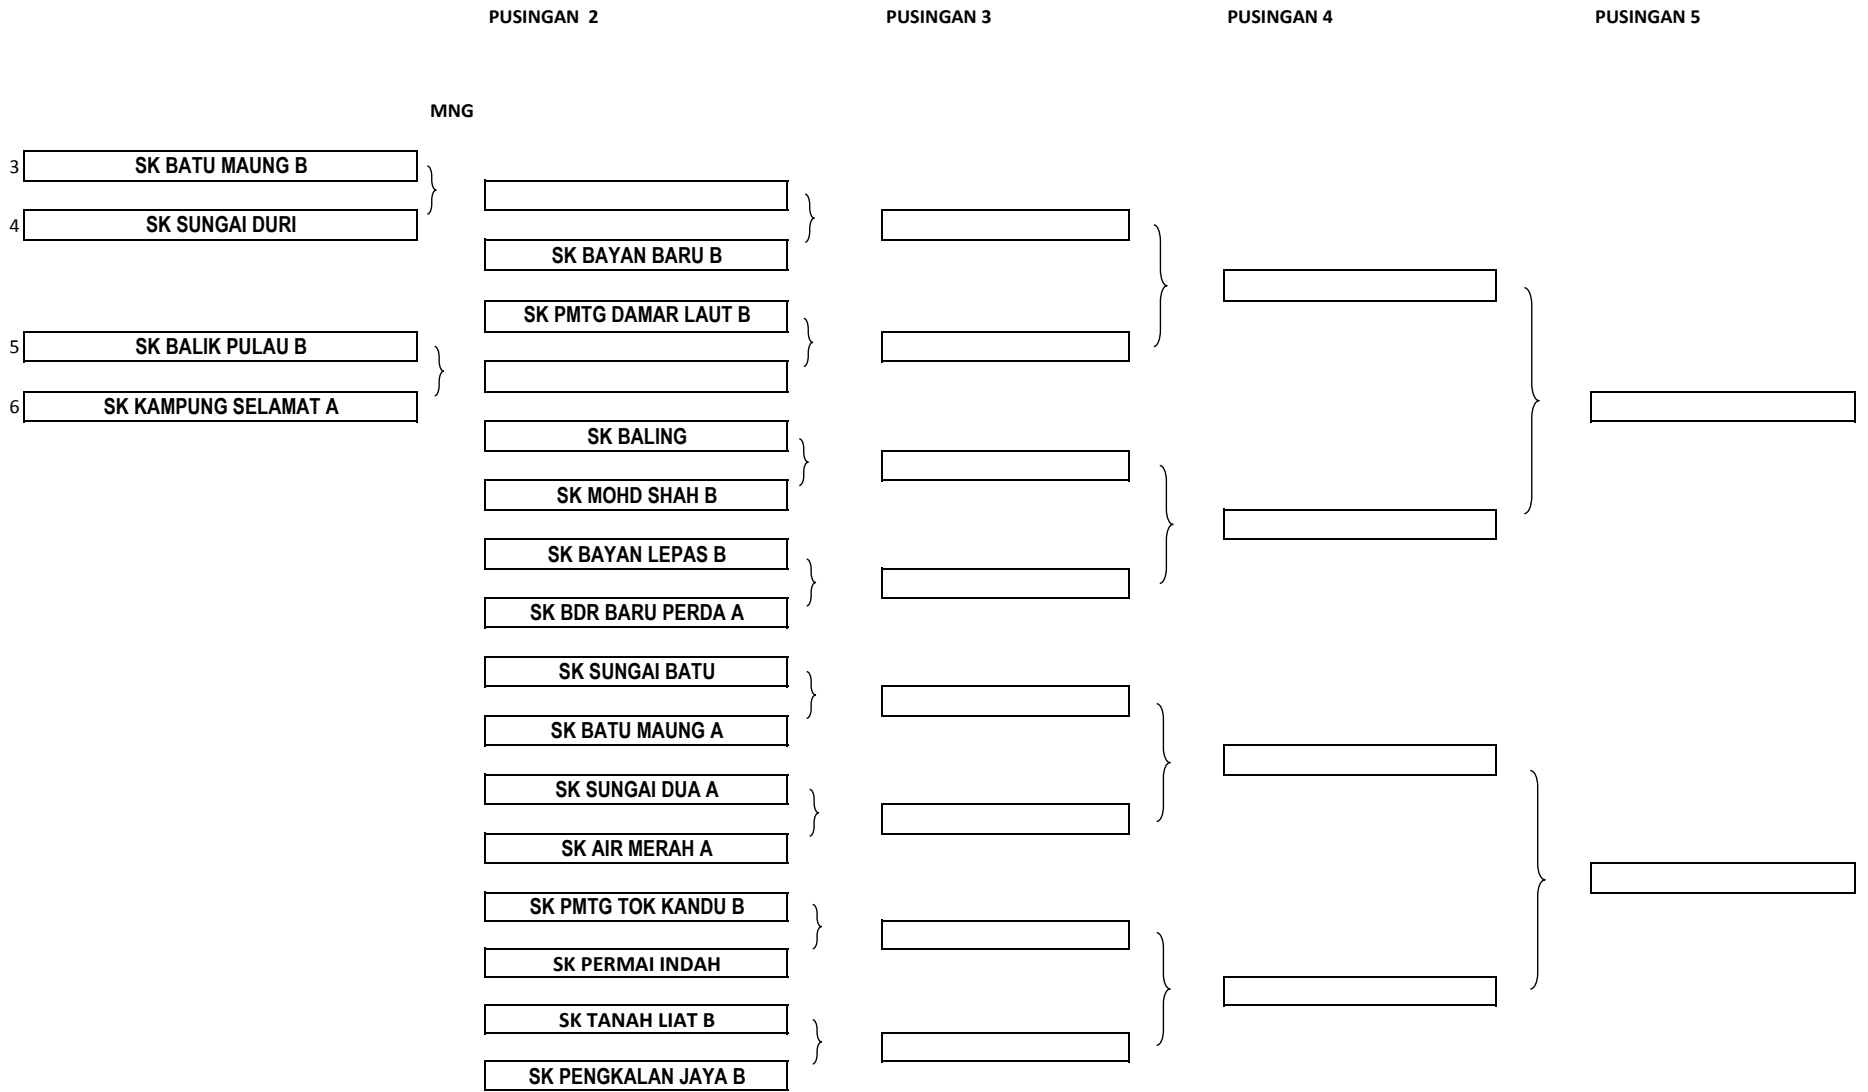 PUSINGAN 2
PUSINGAN 3
PUSINGAN 4
PUSINGAN 5
MNG
3 SK BATU MAUNG B
4 SK SUNGAI DURI
SK BAYAN BARU B
SK PMTG DAMAR LAUT B
5 SK BALIK PULAU B
6 SK KAMPUNG SELAMAT A
SK BALING
SK MOHD SHAH B
SK BAYAN LEPAS B
SK BDR BARU PERDA A
SK SUNGAI BATU
SK BATU MAUNG A
SK SUNGAI DUA A
SK AIR MERAH A
SK PMTG TOK KANDU B
SK PERMAI INDAH
SK TANAH LIAT B
SK PENGKALAN JAYA B